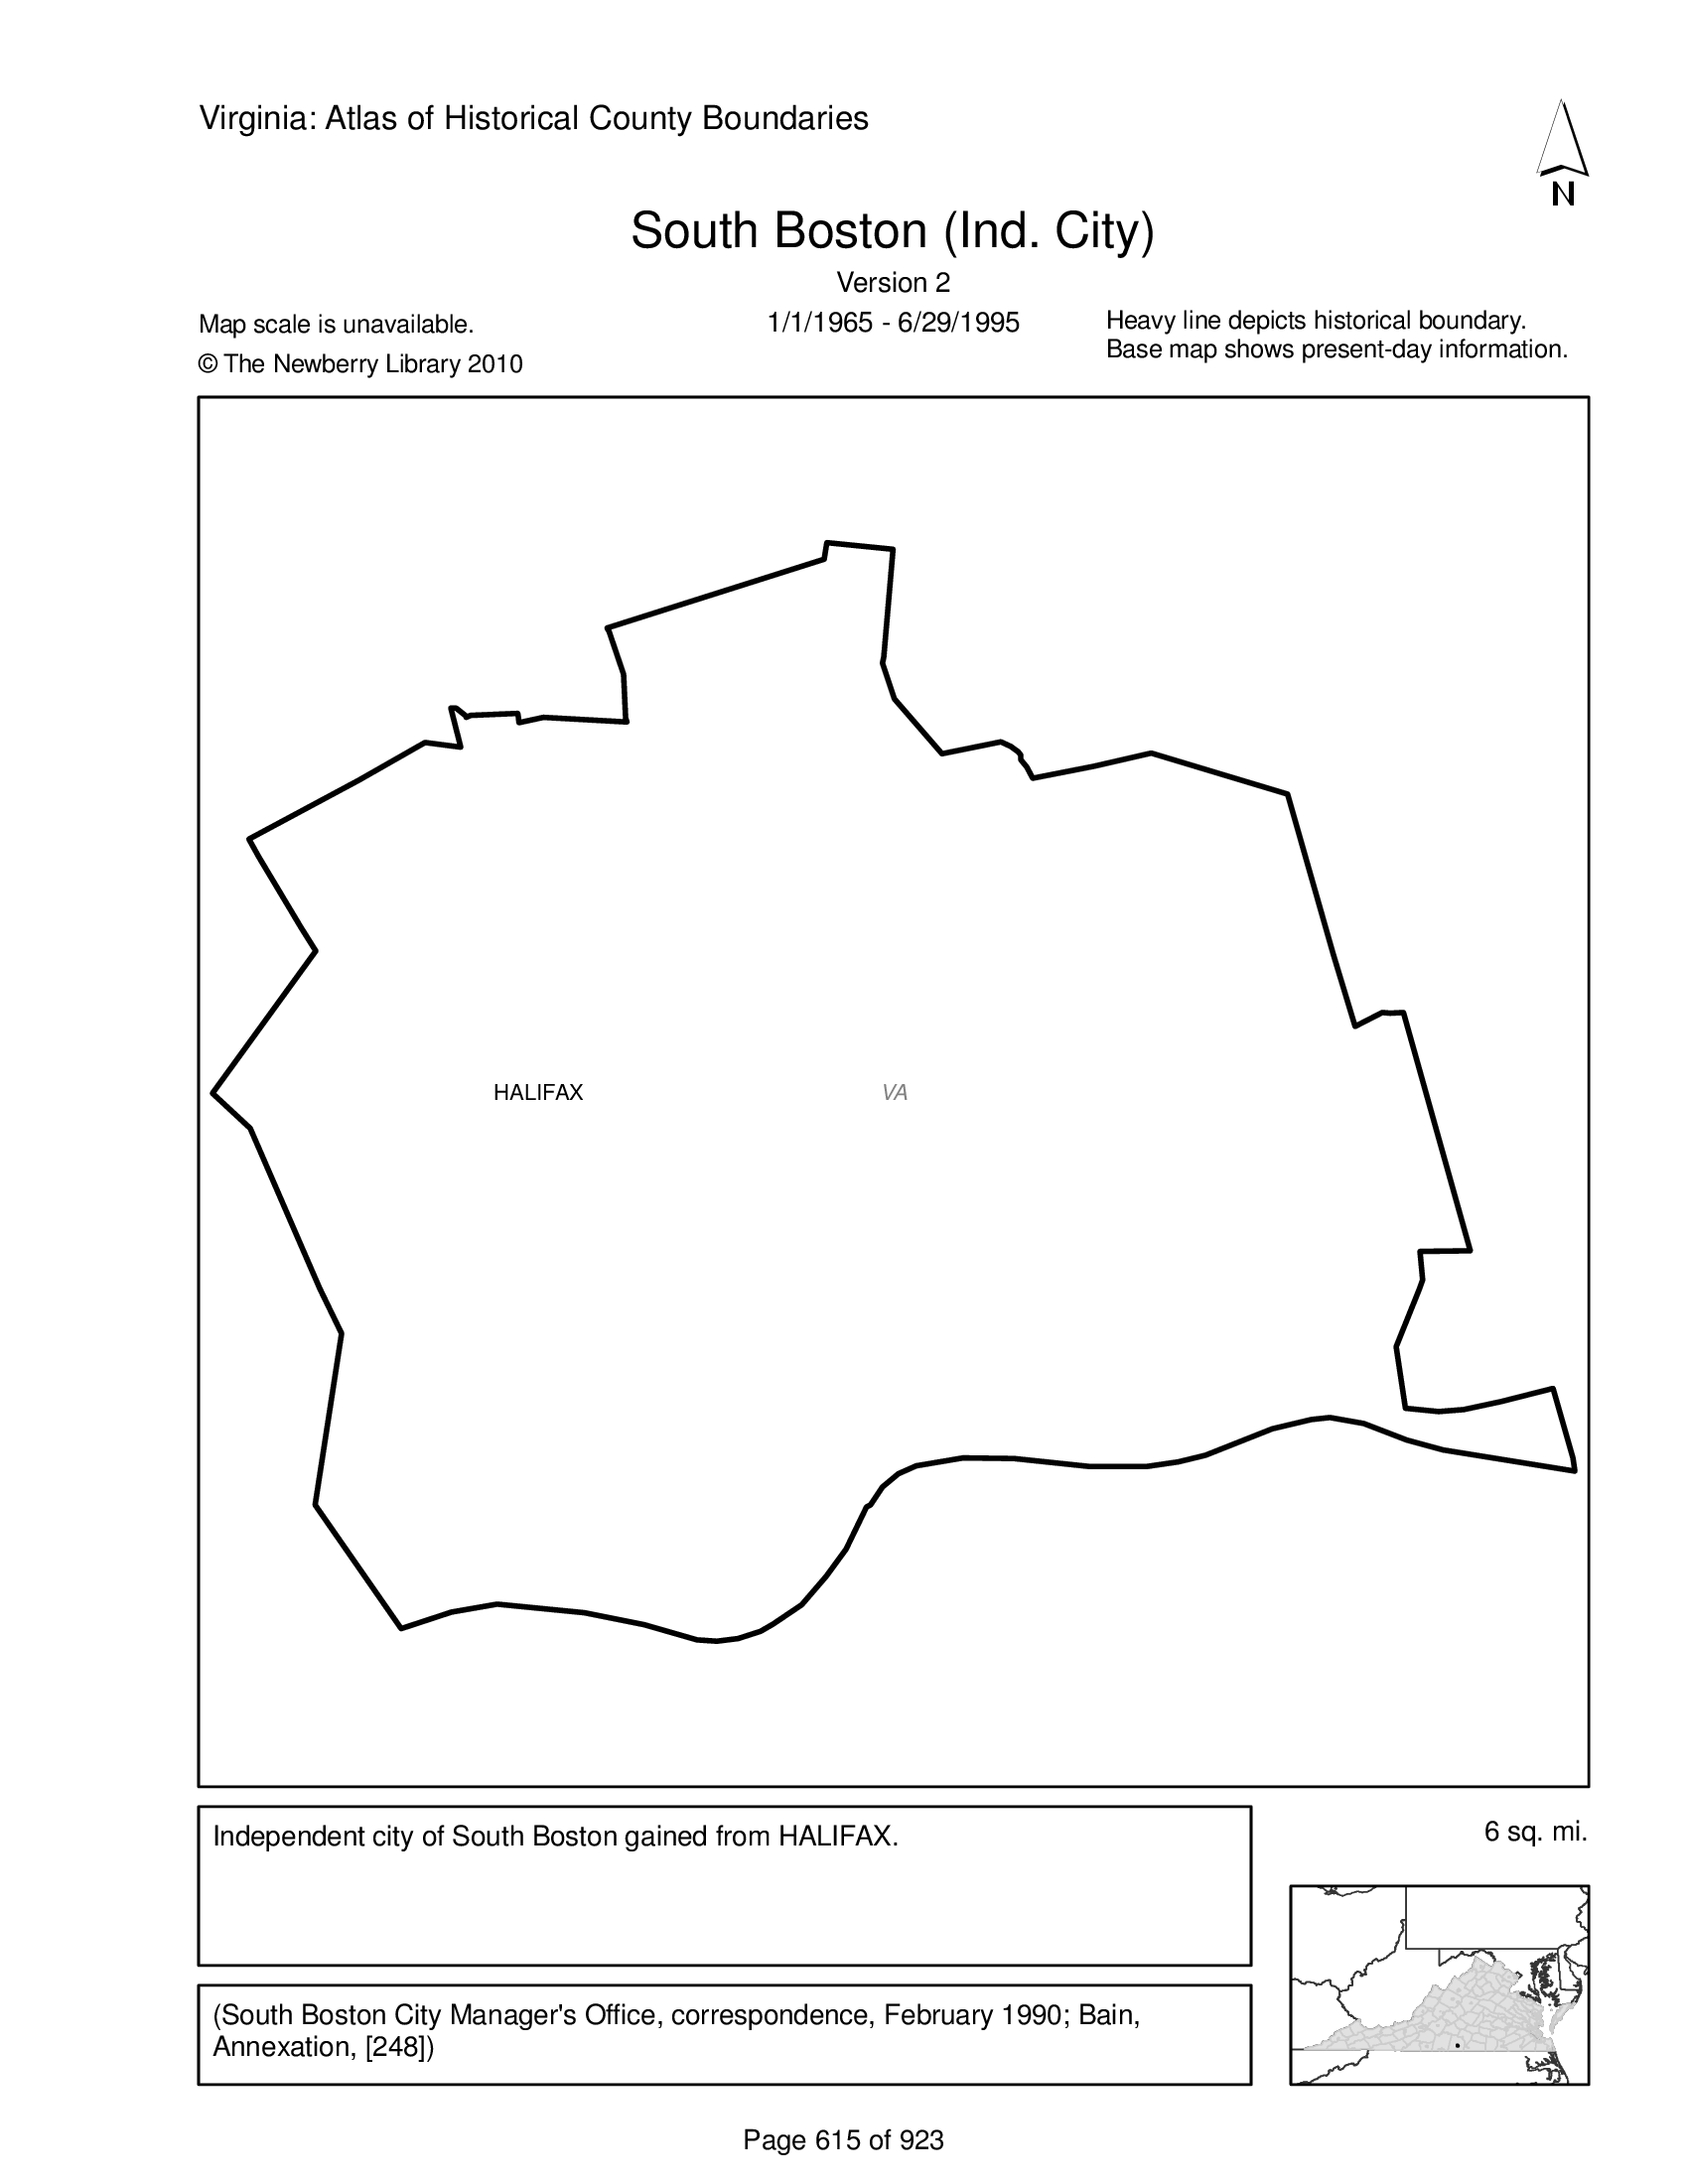 Virginia: Atlas of Historical County Boundaries
N
South Boston (Ind. City)
Version 2
1/1/1965 - 6/29/1995
Map scale is unavailable.
© The Newberry Library 2010
Heavy line depicts historical boundary.
Base map shows present-day information.
HALIFAX
VA
Independent city of South Boston gained from HALIFAX.
6 sq. mi.
(South Boston City Manager's Office, correspondence, February 1990; Bain,
Annexation, [248])
Page 615 of 923